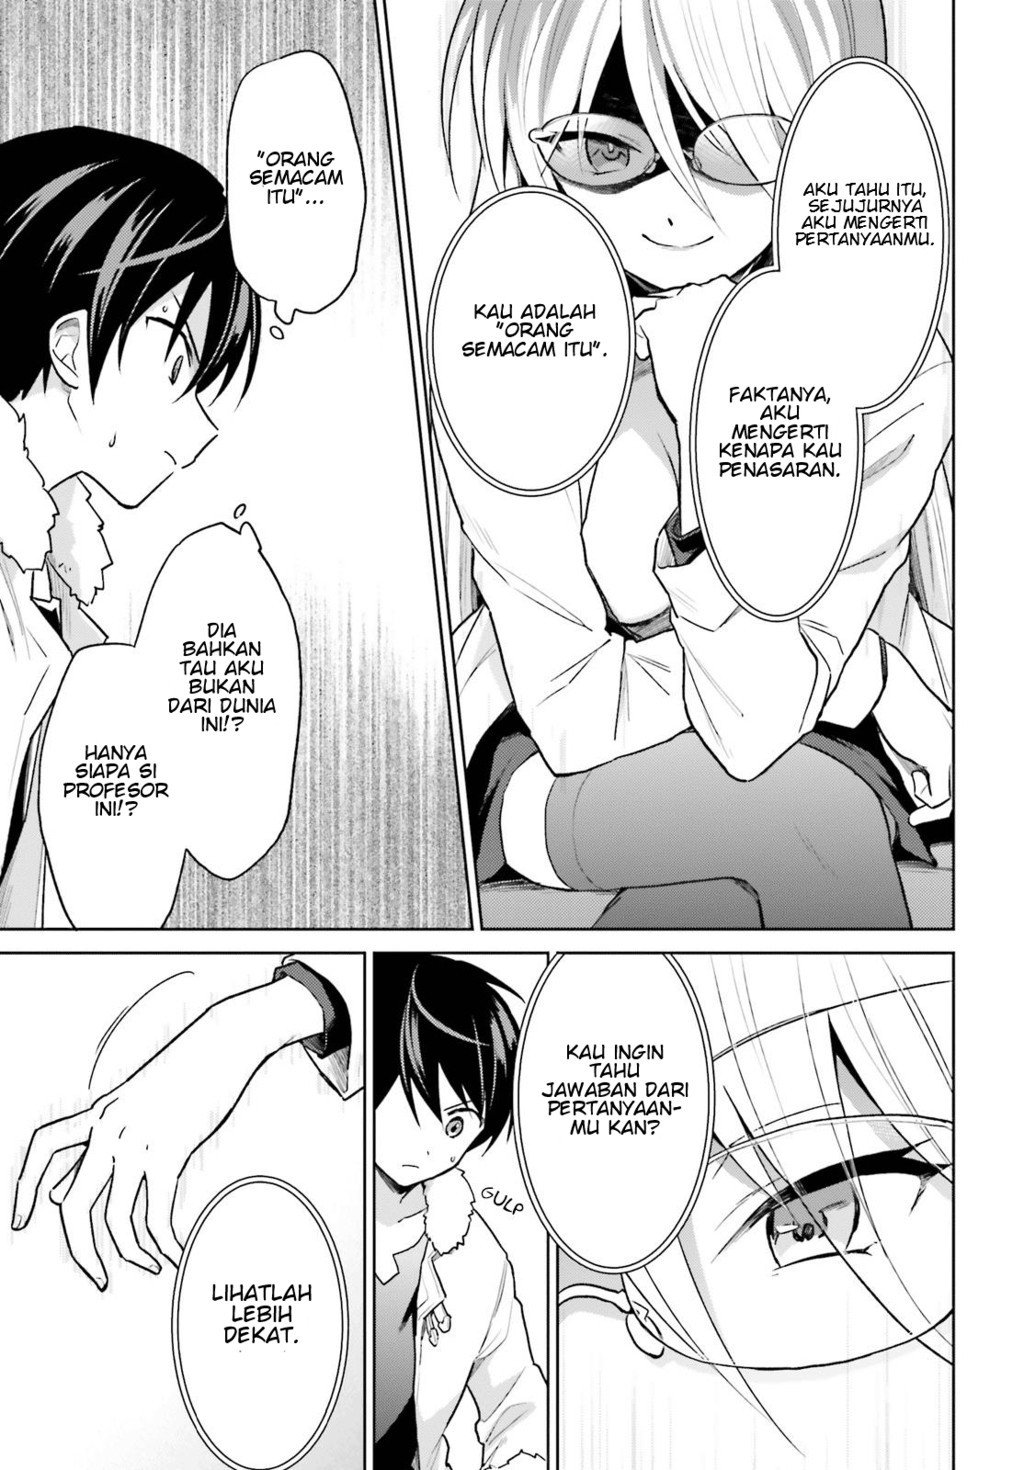 AKU TAHU ITU,
SEJUJURNYA
AKU MENGERTI
PERTANYAANMU.
FAKTANYA,
AKU
MENGERTI
KENAPA KAU
PENASARAN.
KAU ADALAH
"ORANG
SEMACAM ITU".
"ORANG
SEMACAM
ITU"...
DIA
BAHKAN
TAU AKU
BUKAN
DARI DUNIA
INI!?
HANYA
SIAPA SI
PROFESOR
INI!?
KAU INGIN
TAHU
JAWABAN DARI
PERTANYAAN-
MU KAN?
GULP
LIHATLAH
LEBIH
DEKAT.